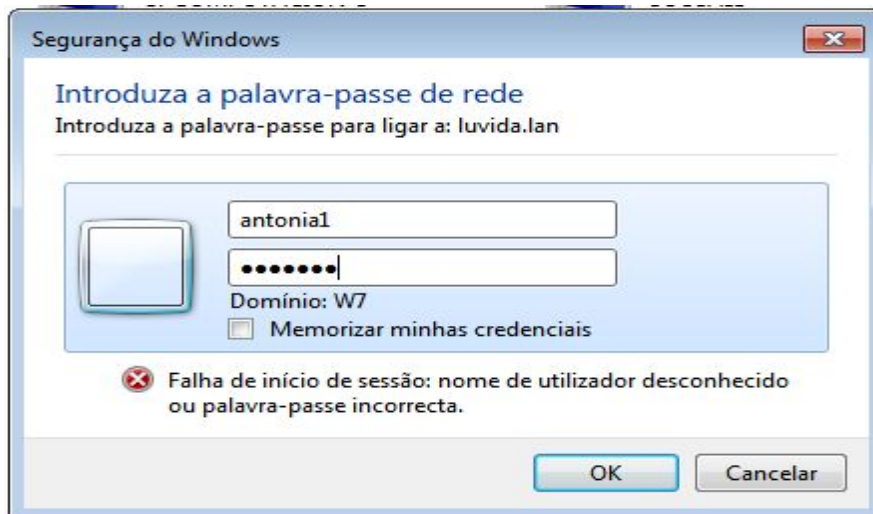 Segurança do Windows
Introduza a palavra-passe de rede
Introduza a palavra-passe para ligar a: luvida.lan
antonia1
•••••••
Domínio: W7
Memorizar minhas credenciais
Falha de início de sessão: nome de utilizador desconhecido
ou palavra-passe incorrecta.
OK
Cancelar